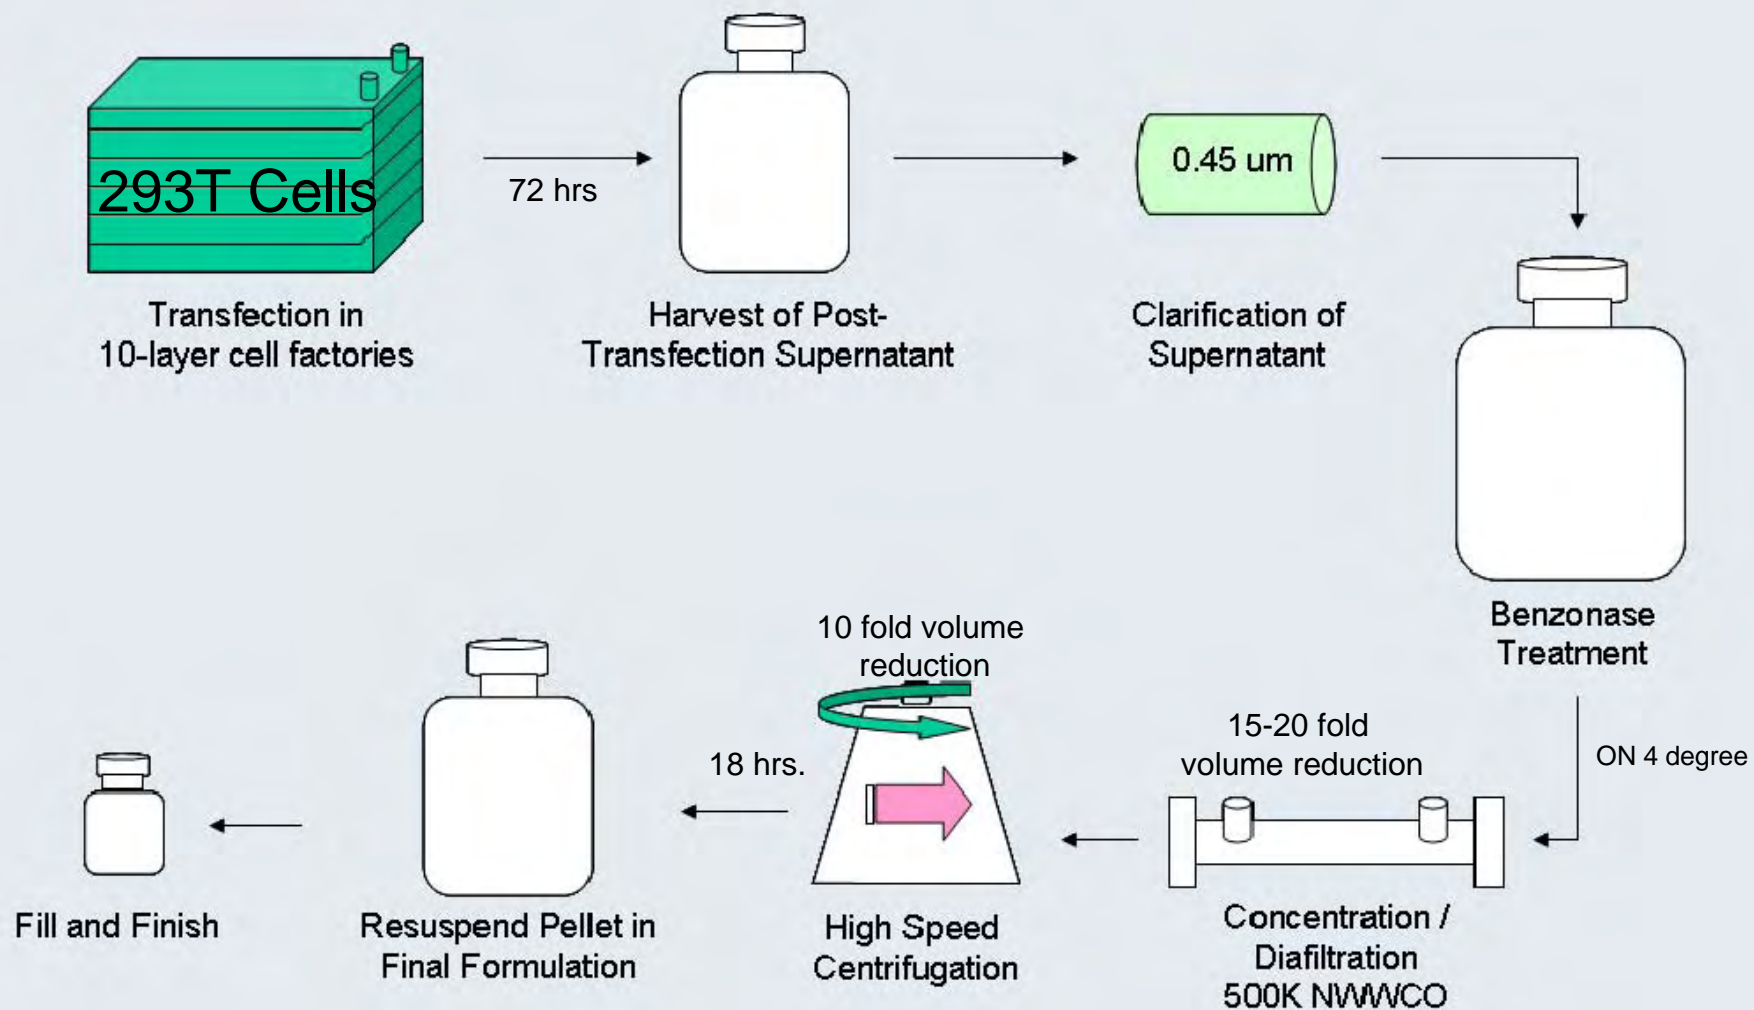 293T Cells
Transfection in
10-layer cell factories
72 hrs
Harvest of Post-
Transfection Supernatant
0.45 um
Clarification of
Supernatant
Benzonase
Treatment
ON 4 degree
15-20 fold
volume reduction
Concentration /
Diafiltration
500K NWWCO
10 fold volume
reduction
High Speed
Centrifugation
18 hrs.
Resuspend Pellet in
Final Formulation
Fill and Finish